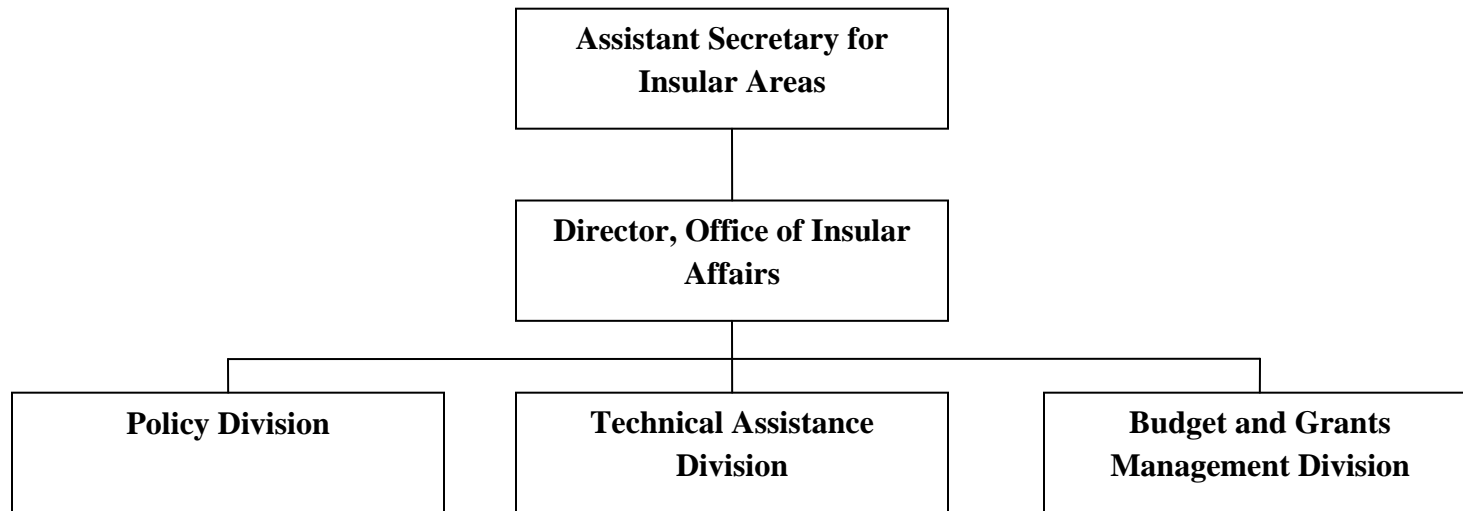 Assistant Secretary for
Insular Areas
Director, Office of Insular
Affairs
Policy Division
Technical Assistance
Division
Budget and Grants
Management Division